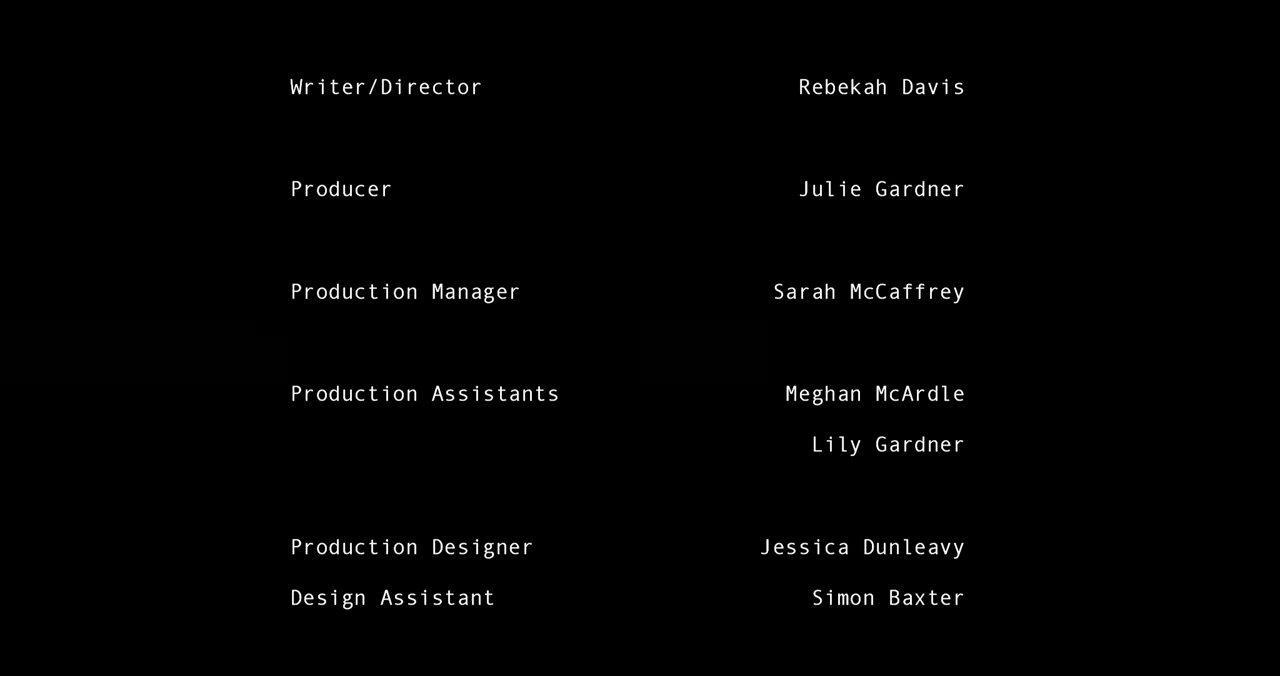 Writer/Director Rebekah Davis
Producer Julie Gardner
Production Manager Sarah McCaffrey
Production Assistants Meghan McArdle
Lily Gardner
Production Designer Jessica Dunleavy
Design Assistant Simon Baxter